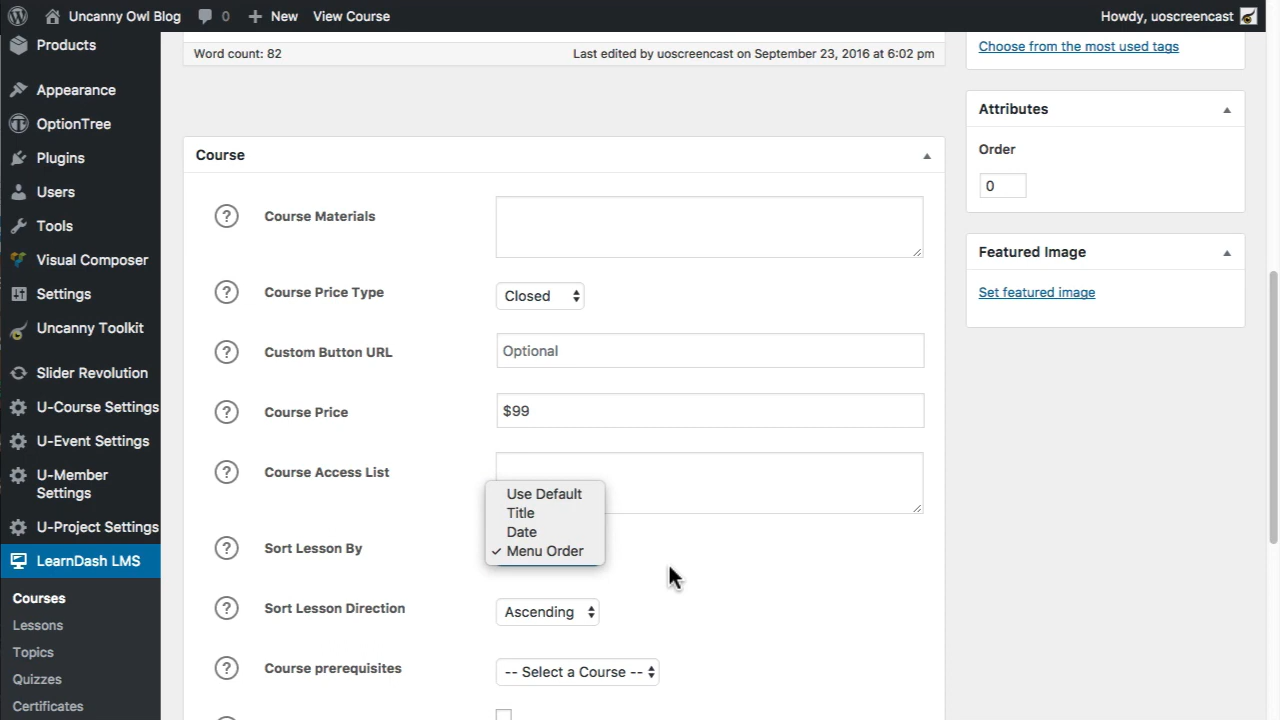 Uncanny Owl Blog 0 New View Course Howdy, uoscreencast
Products
Appearance
OptionTree
Plugins
Users
Tools
Visual Composer
Settings
Uncanny Toolkit
Slider Revolution
U-Course Settings
U-Event Settings
U-Member
Settings
U-Project Settings
LearnDash LMS
Courses
Lessons
Topics
Quizzes
Certificates
Word count: 82 Last edited by uoscreencast on September 23, 2016 at 6:02 pm
Course
? Course Materials
? Course Price Type Closed
? Custom Button URL Optional
? Course Price $99
? Course Access List
Use Default
Title
Date
✓ Menu Order
? Sort Lesson By
? Sort Lesson Direction Ascending
? Course prerequisites -- Select a Course --
Choose from the most used tags
Attributes
Order
0
Featured Image
Set featured image